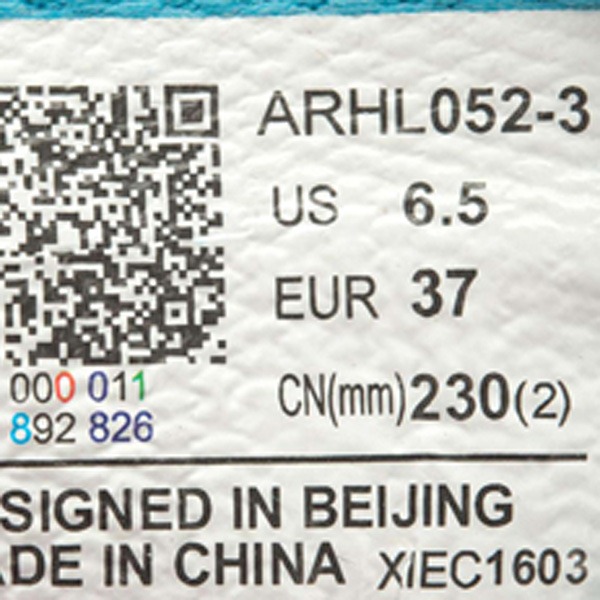 ARHL052-3
US 6.5
EUR 37
CN(mm)230(2)
000 011
892 826
SIGNED IN BEIJING
ADE IN CHINA XIEC1603